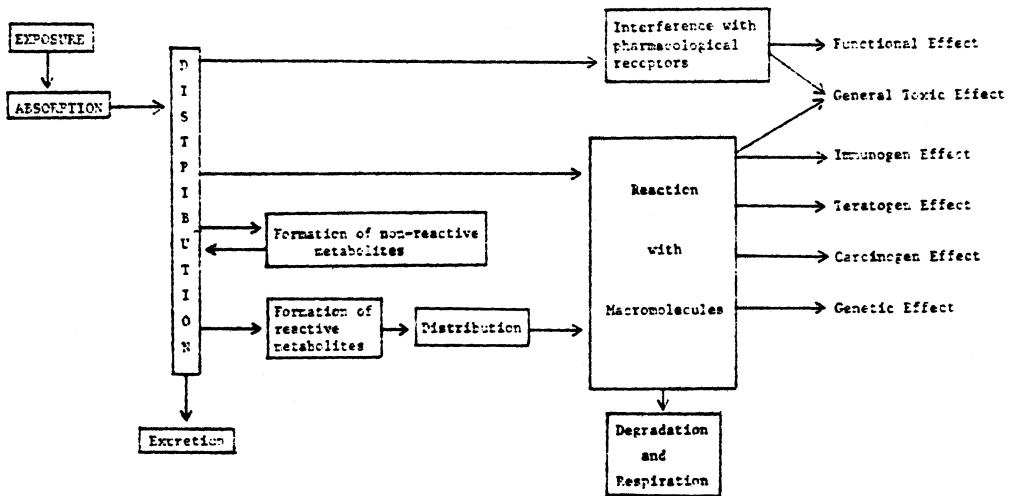 EXPOSURE
ABSORPTION
DISTPIBUTION
Excretion
Formation of non-reactive
metabolites
Formation of
reactive
metabolites
Distribution
Interference with
pharmacological
receptors
Reaction
with
Macromolecules
Degradation
and
Respiration
Functional Effect
General Toxic Effect
Immunogen Effect
Teratogen Effect
Carcinogen Effect
Genetic Effect